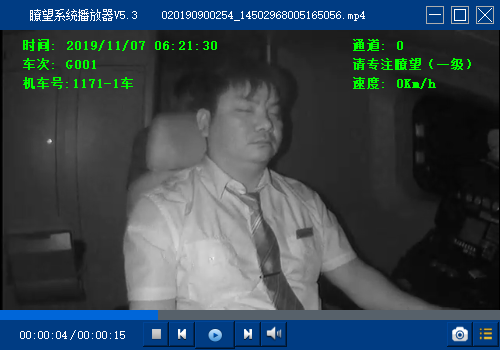 瞭望系统播放器V5.3 020190900254_14502968005165056.mp4
时间: 2019/11/07 06:21:30 通道: 0
车次: G001 请专注瞭望（一级）
机车号:1171-1车 速度: 0Km/h
00:00:04/00:00:15